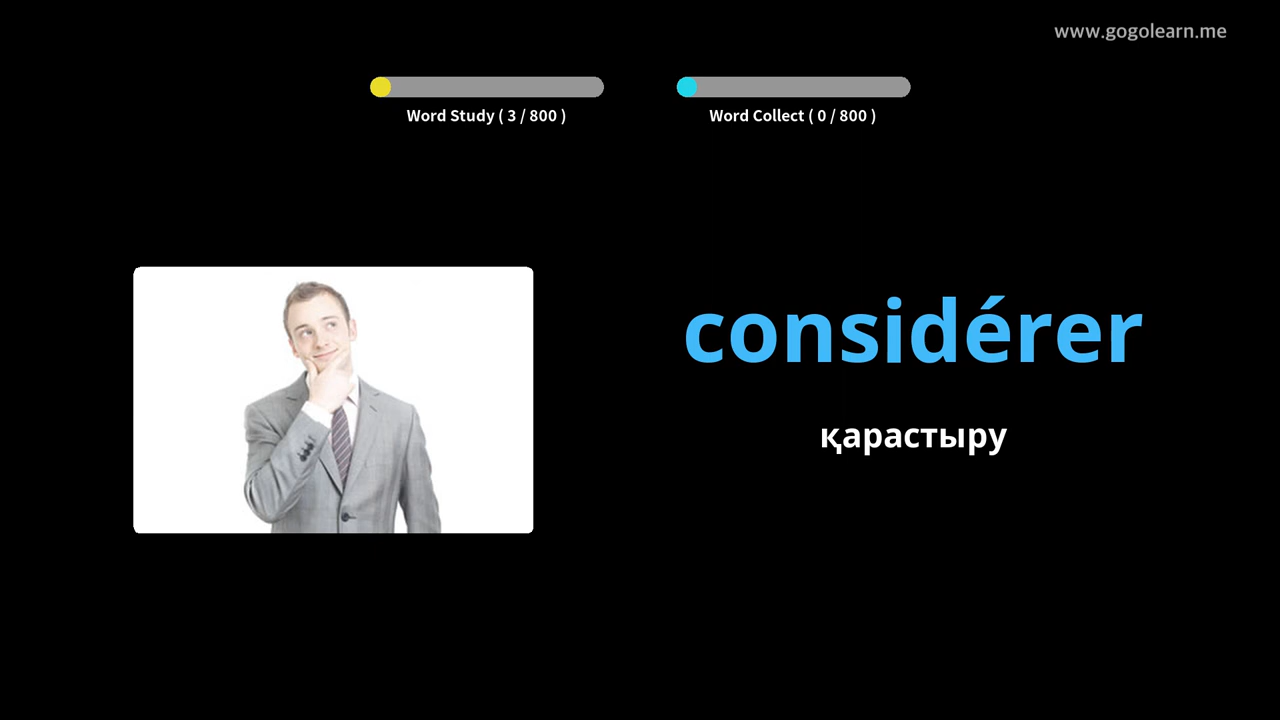 www.gogolearn.me
Word Study ( 3 / 800 )
Word Collect ( 0 / 800 )
considérer
қарастыру